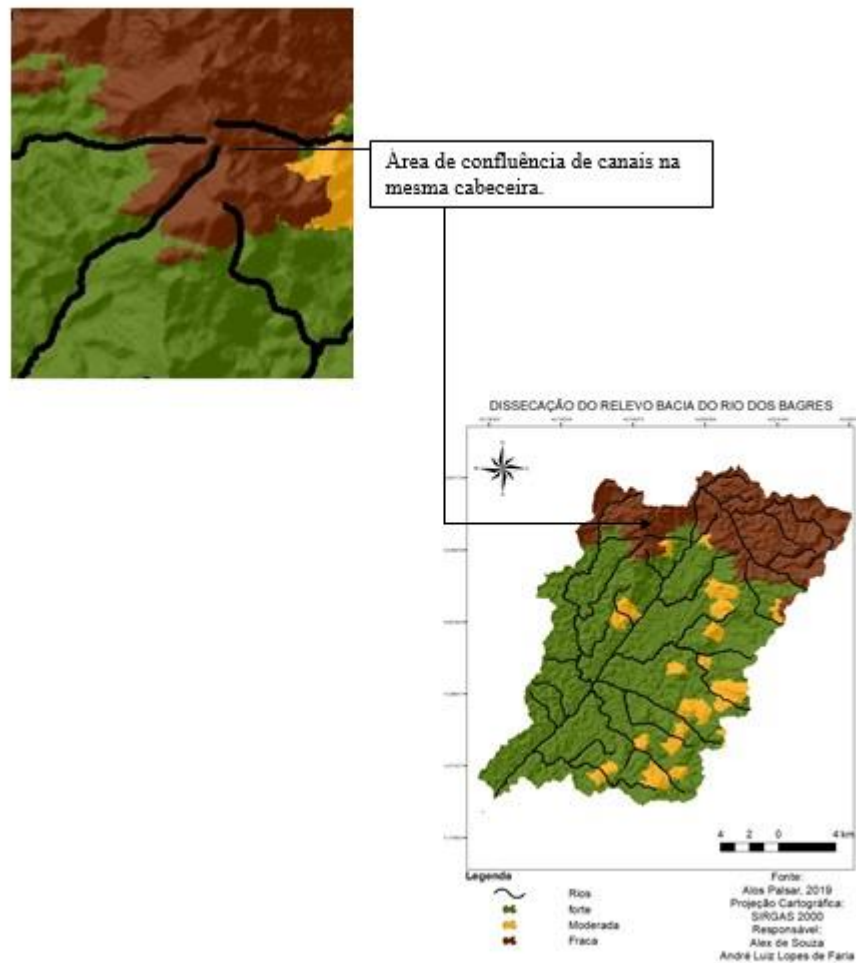 Área de confluência de canais na
mesma cabeceira.
DISSECAÇÃO DO RELEVO BACIA DO RIO DOS BAGRES
4 2 0 4 km
Legenda
Rios
forte
Moderada
Fraca
Fonte:
Alos Palsar, 2019
Projeção Cartográfica:
SIRGAS 2000
Responsável:
Alex de Souza
André Luiz Lopes de Faria